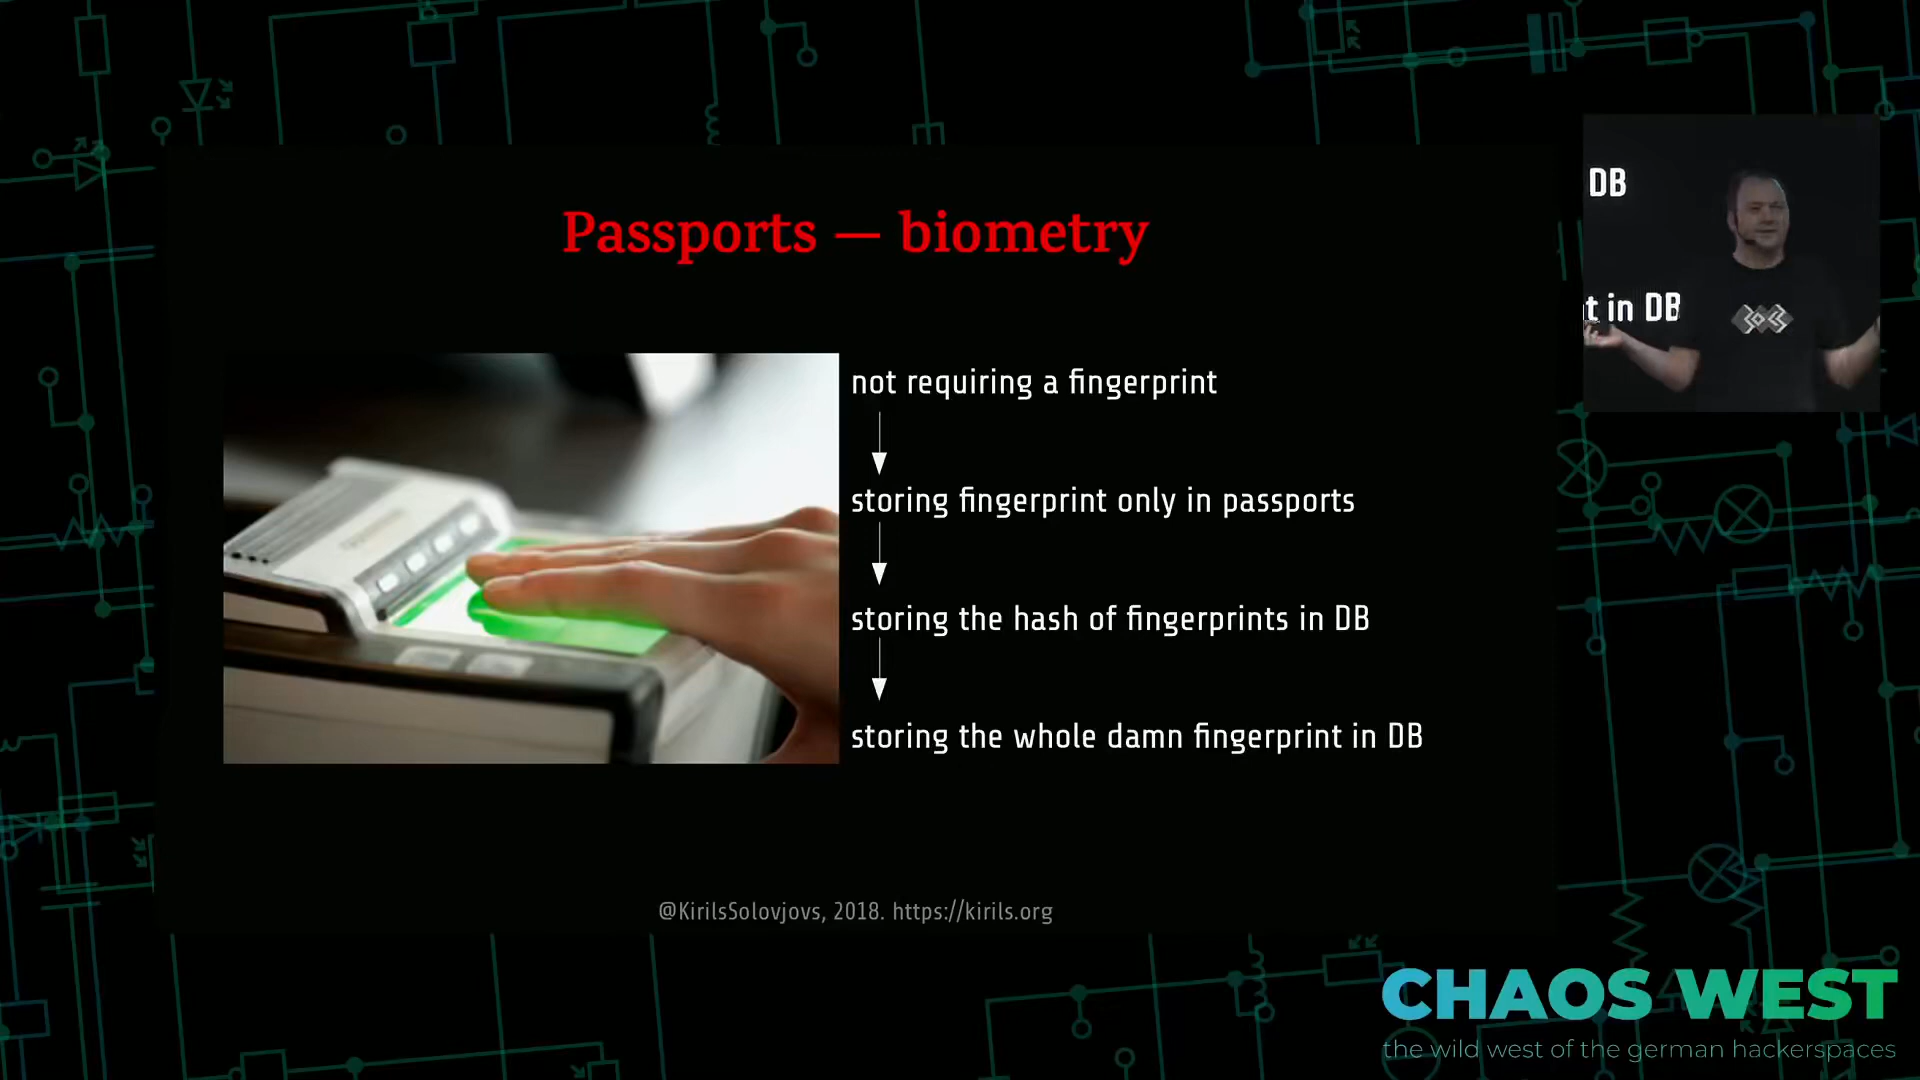 Passports — biometry
not requiring a fingerprint
storing fingerprint only in passports
storing the hash of fingerprints in DB
storing the whole damn fingerprint in DB
@KirilsSolovjovs, 2018. https://kirils.org
DB
t in DB
CHAOS WEST
the wild west of the german hackerspaces